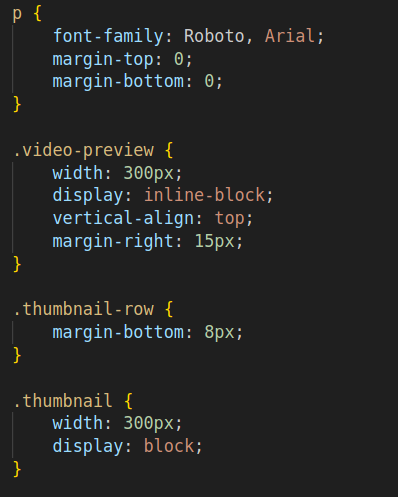 p {
    font-family: Roboto, Arial;
    margin-top: 0;
    margin-bottom: 0;
}

.video-preview {
    width: 300px;
    display: inline-block;
    vertical-align: top;
    margin-right: 15px;
}

.thumbnail-row {
    margin-bottom: 8px;
}

.thumbnail {
    width: 300px;
    display: block;
}